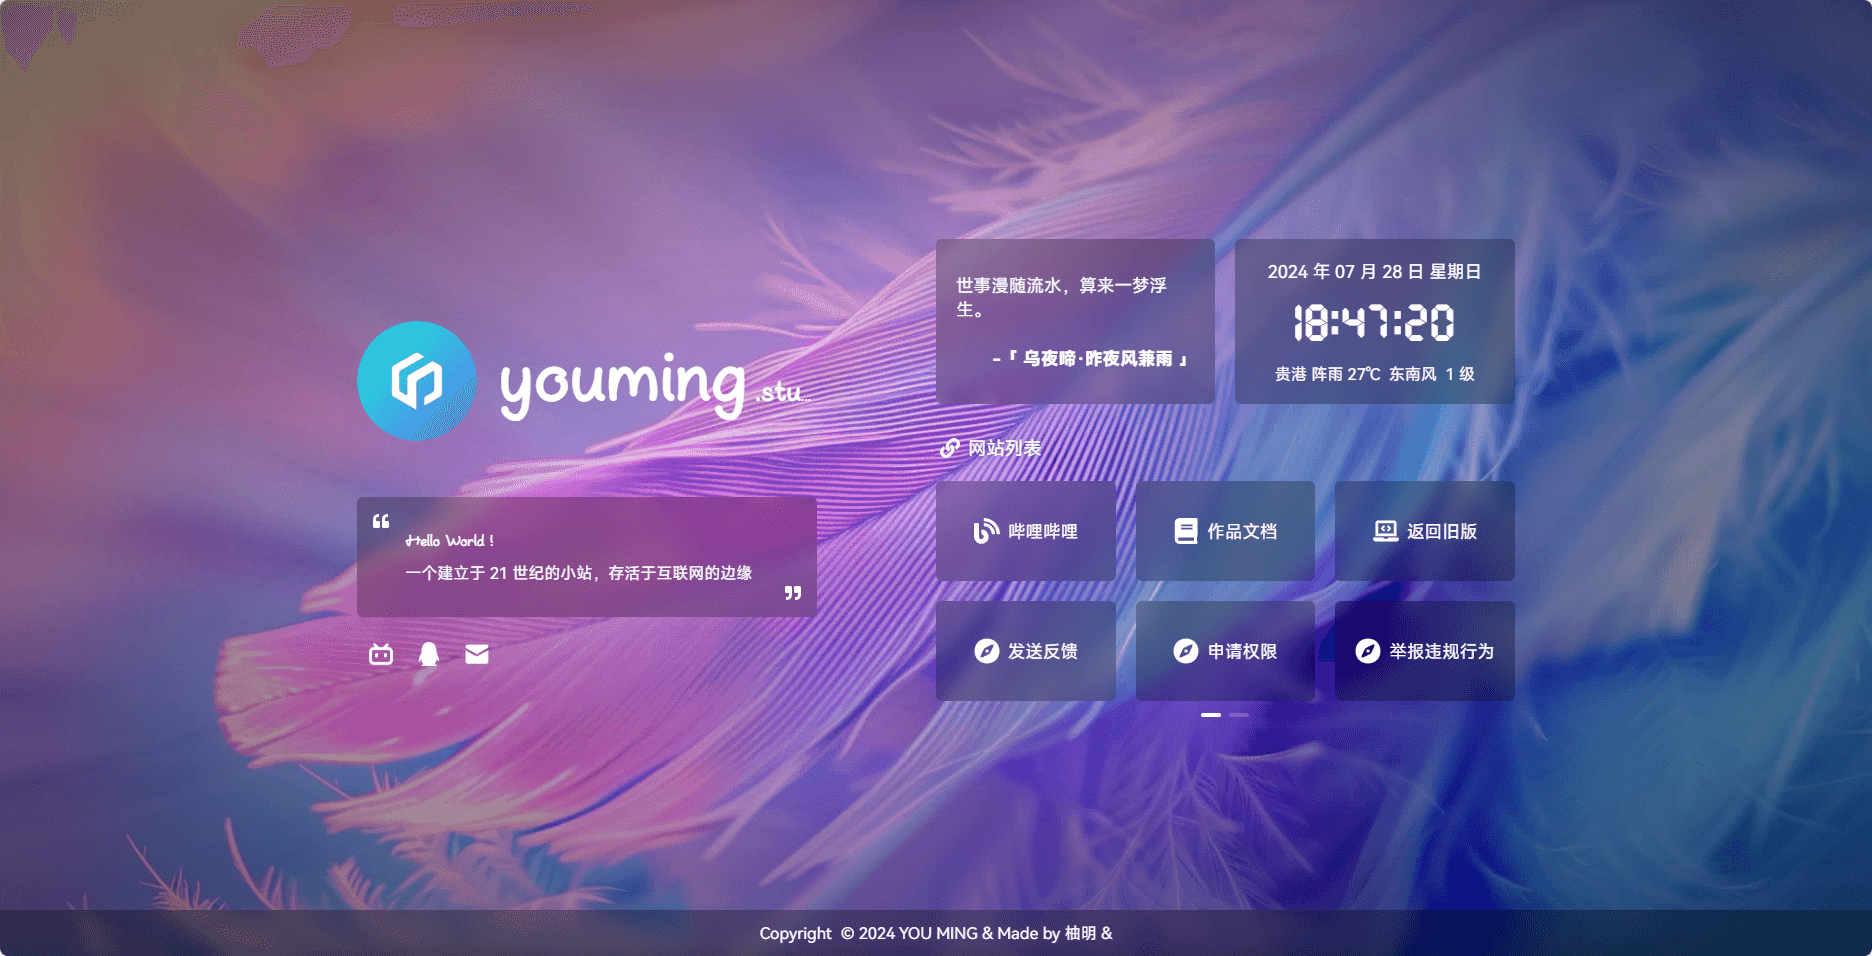 youming .stu...
Hello World !
一个建立于 21 世纪的小站，存活于互联网的边缘
世事漫随流水，算来一梦浮
生。
-「 乌夜啼·昨夜风兼雨 」
2024 年 07 月 28 日 星期日
18:47:20
贵港 阵雨 27℃ 东南风 1 级
网站列表
哔哩哔哩
作品文档
返回旧版
发送反馈
申请权限
举报违规行为
Copyright © 2024 YOU MING & Made by 柚明 &